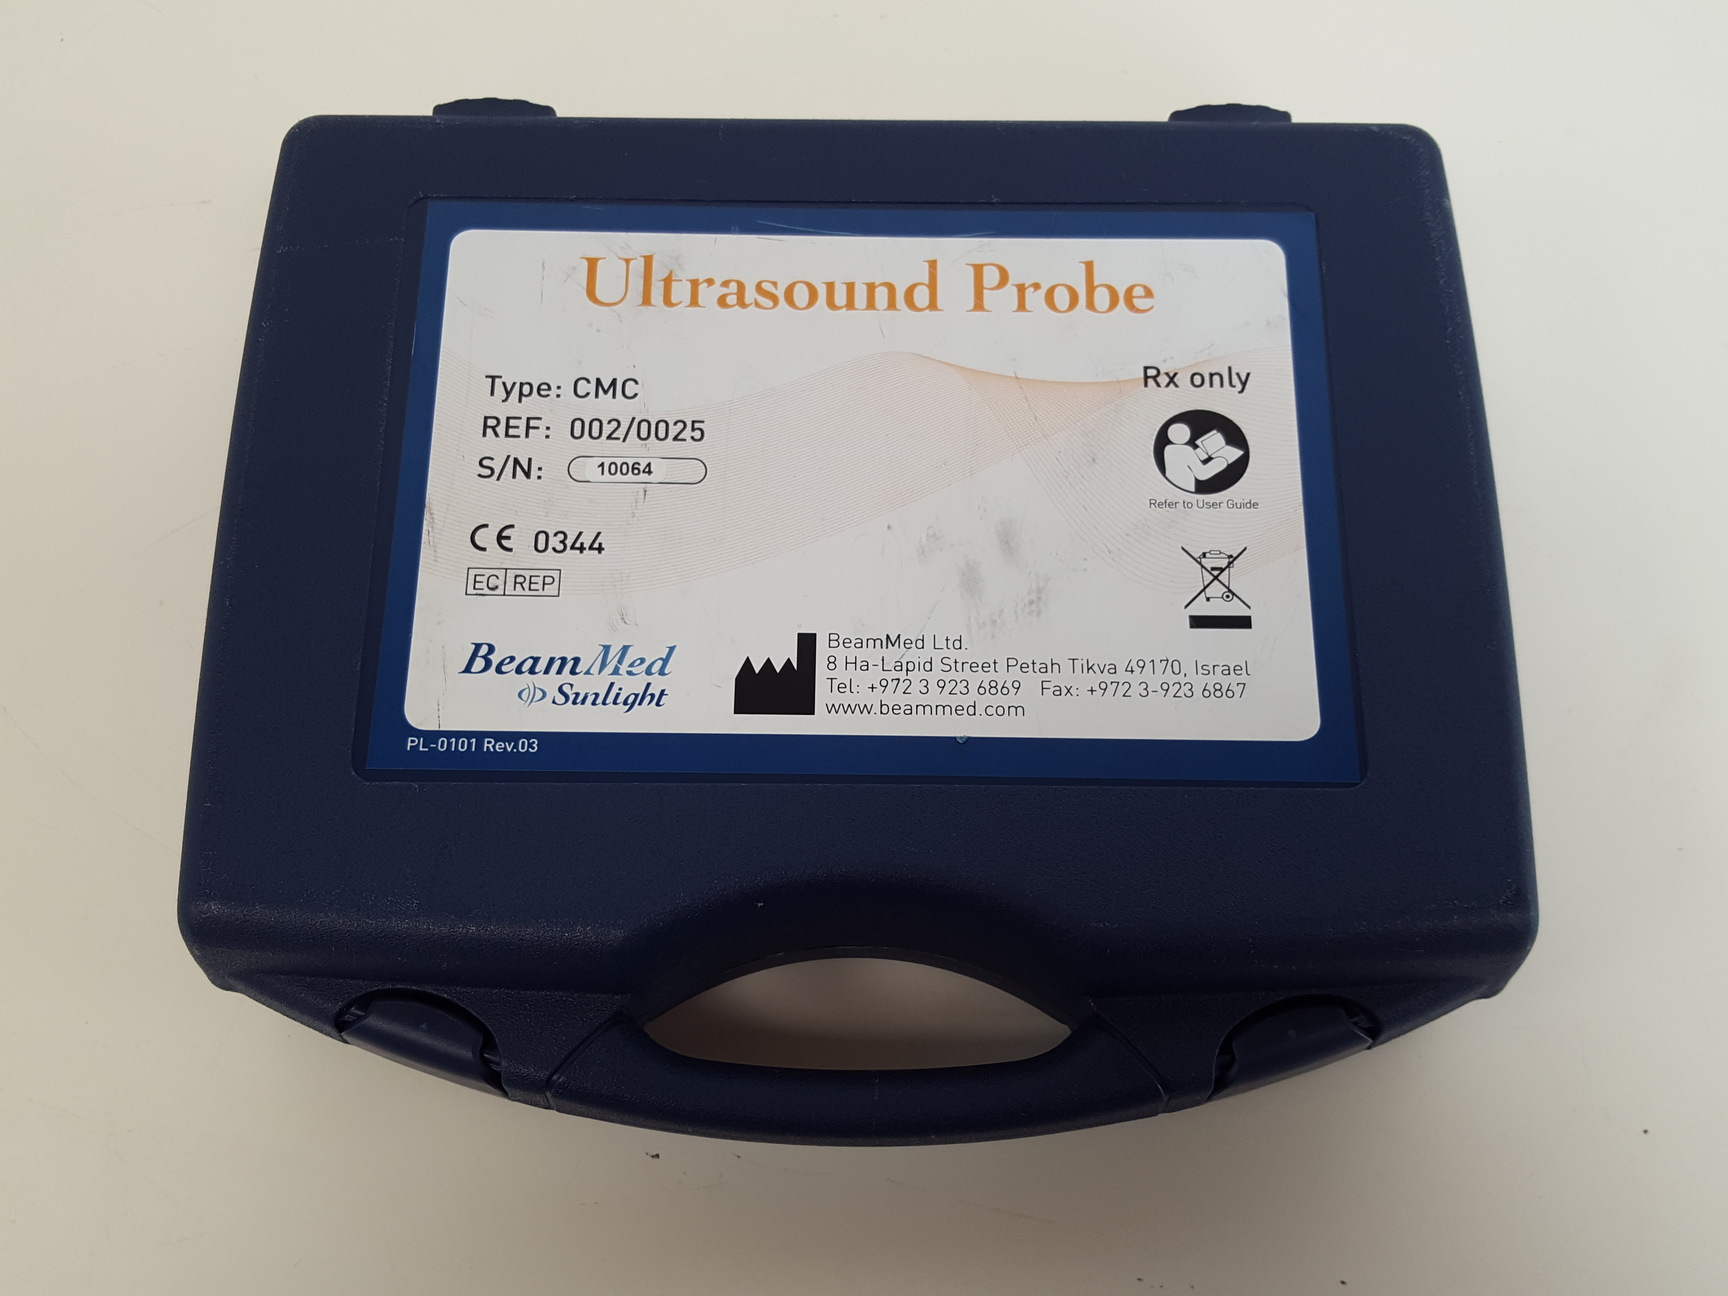 Ultrasound Probe
Type: CMC
REF: 002/0025
S/N: 10064
CE 0344
EC REP
Rx only
Refer to User Guide
BeamMed
Sunlight
BeamMed Ltd.
8 Ha-Lapid Street Petah Tikva 49170, Israel
Tel: +972 3 923 6869 Fax: +972 3-923 6867
www.beammed.com
PL-0101 Rev.03